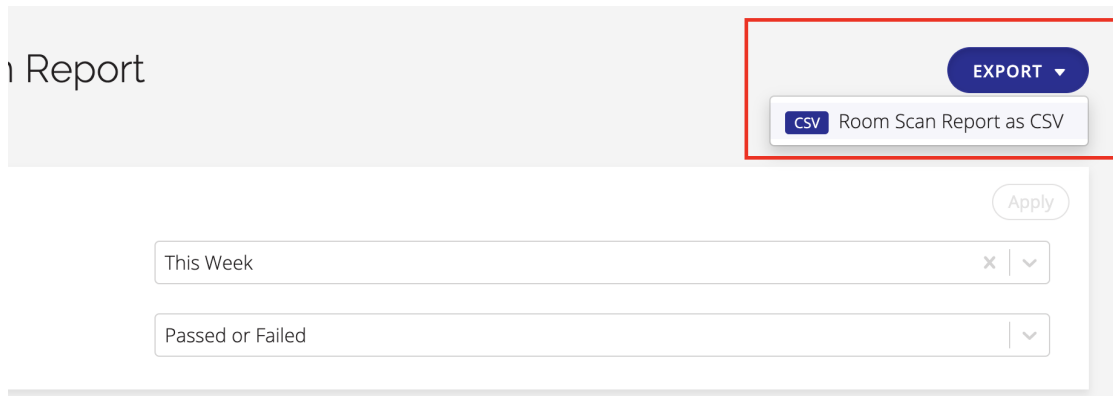 Report
EXPORT
CSV Room Scan Report as CSV
Apply
This Week
Passed or Failed